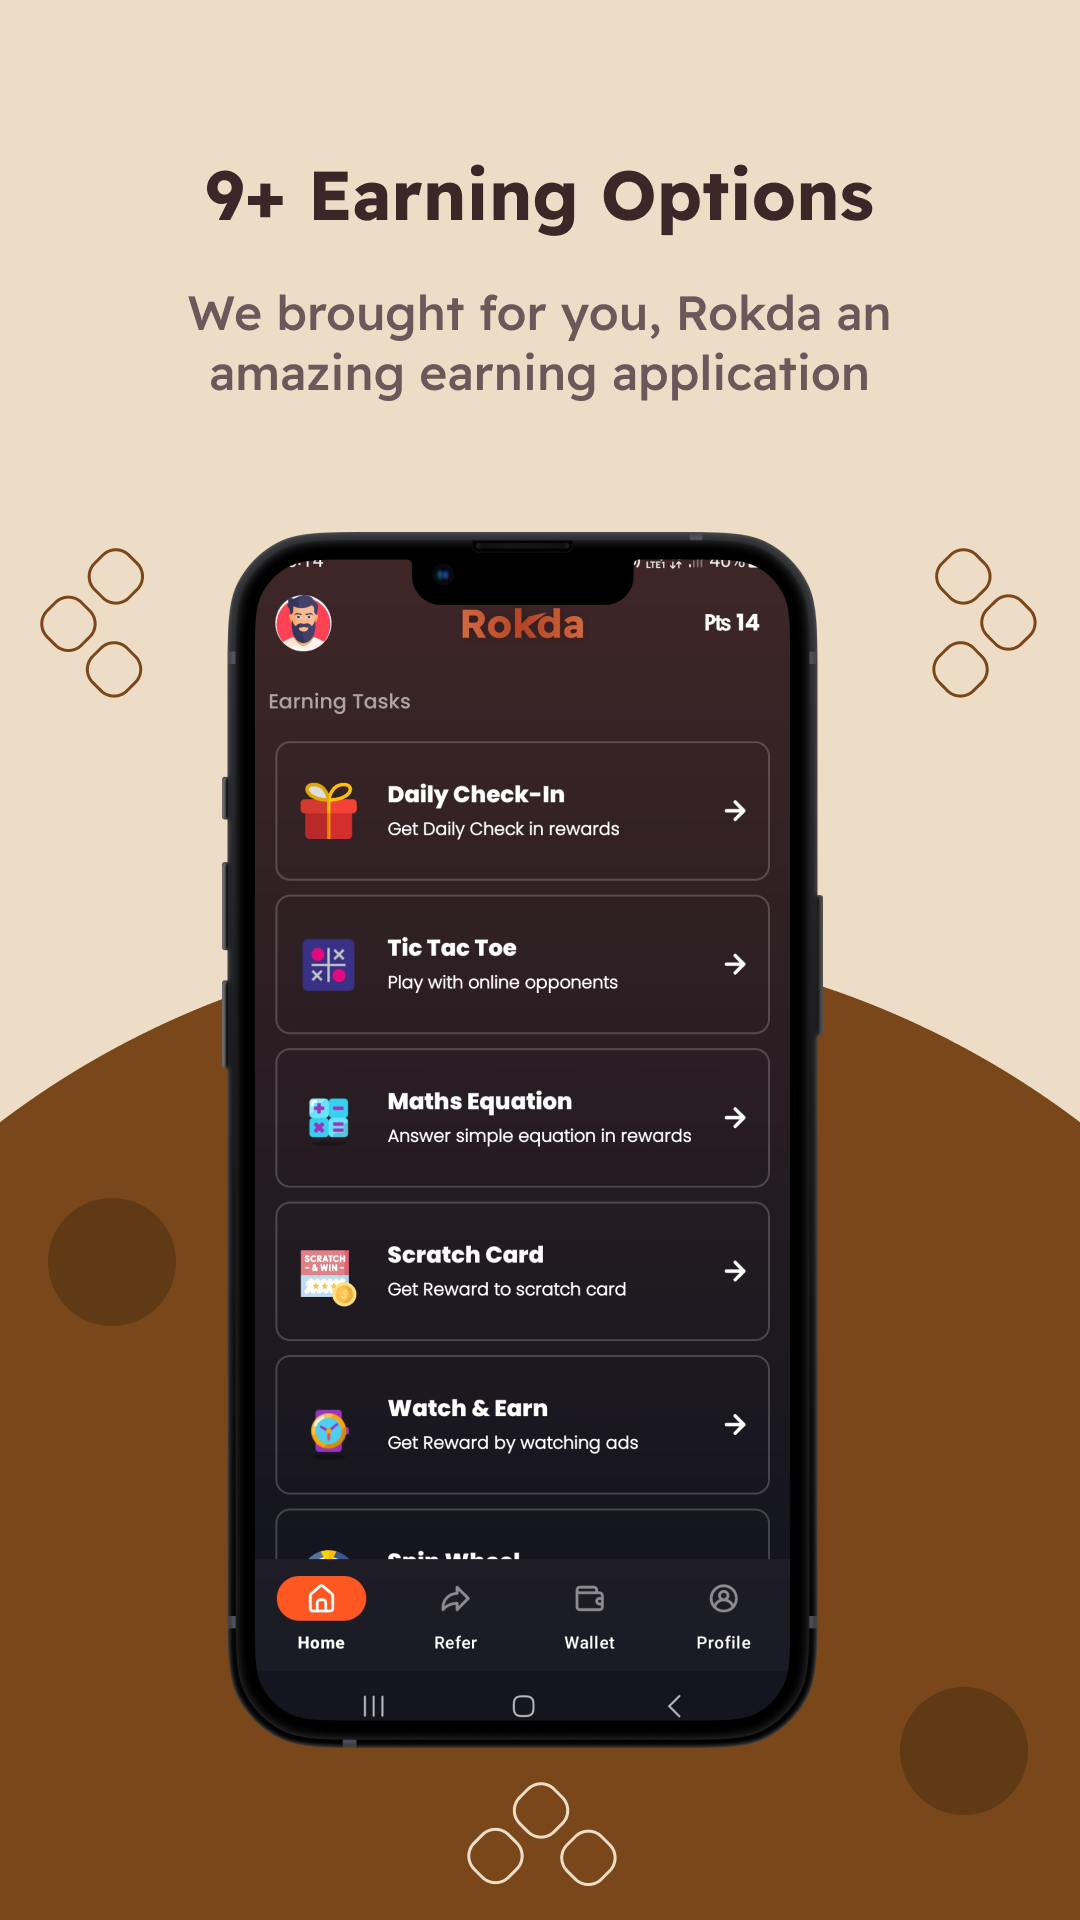 9+ Earning Options
We brought for you, Rokda an
amazing earning application
Rokda
Pts 14
Earning Tasks
Daily Check-In
Get Daily Check in rewards
Tic Tac Toe
Play with online opponents
Maths Equation
Answer simple equation in rewards
SCRATCH
- & WIN -
Scratch Card
Get Reward to scratch card
Watch & Earn
Get Reward by watching ads
Spin Wheel
Home
Refer
Wallet
Profile